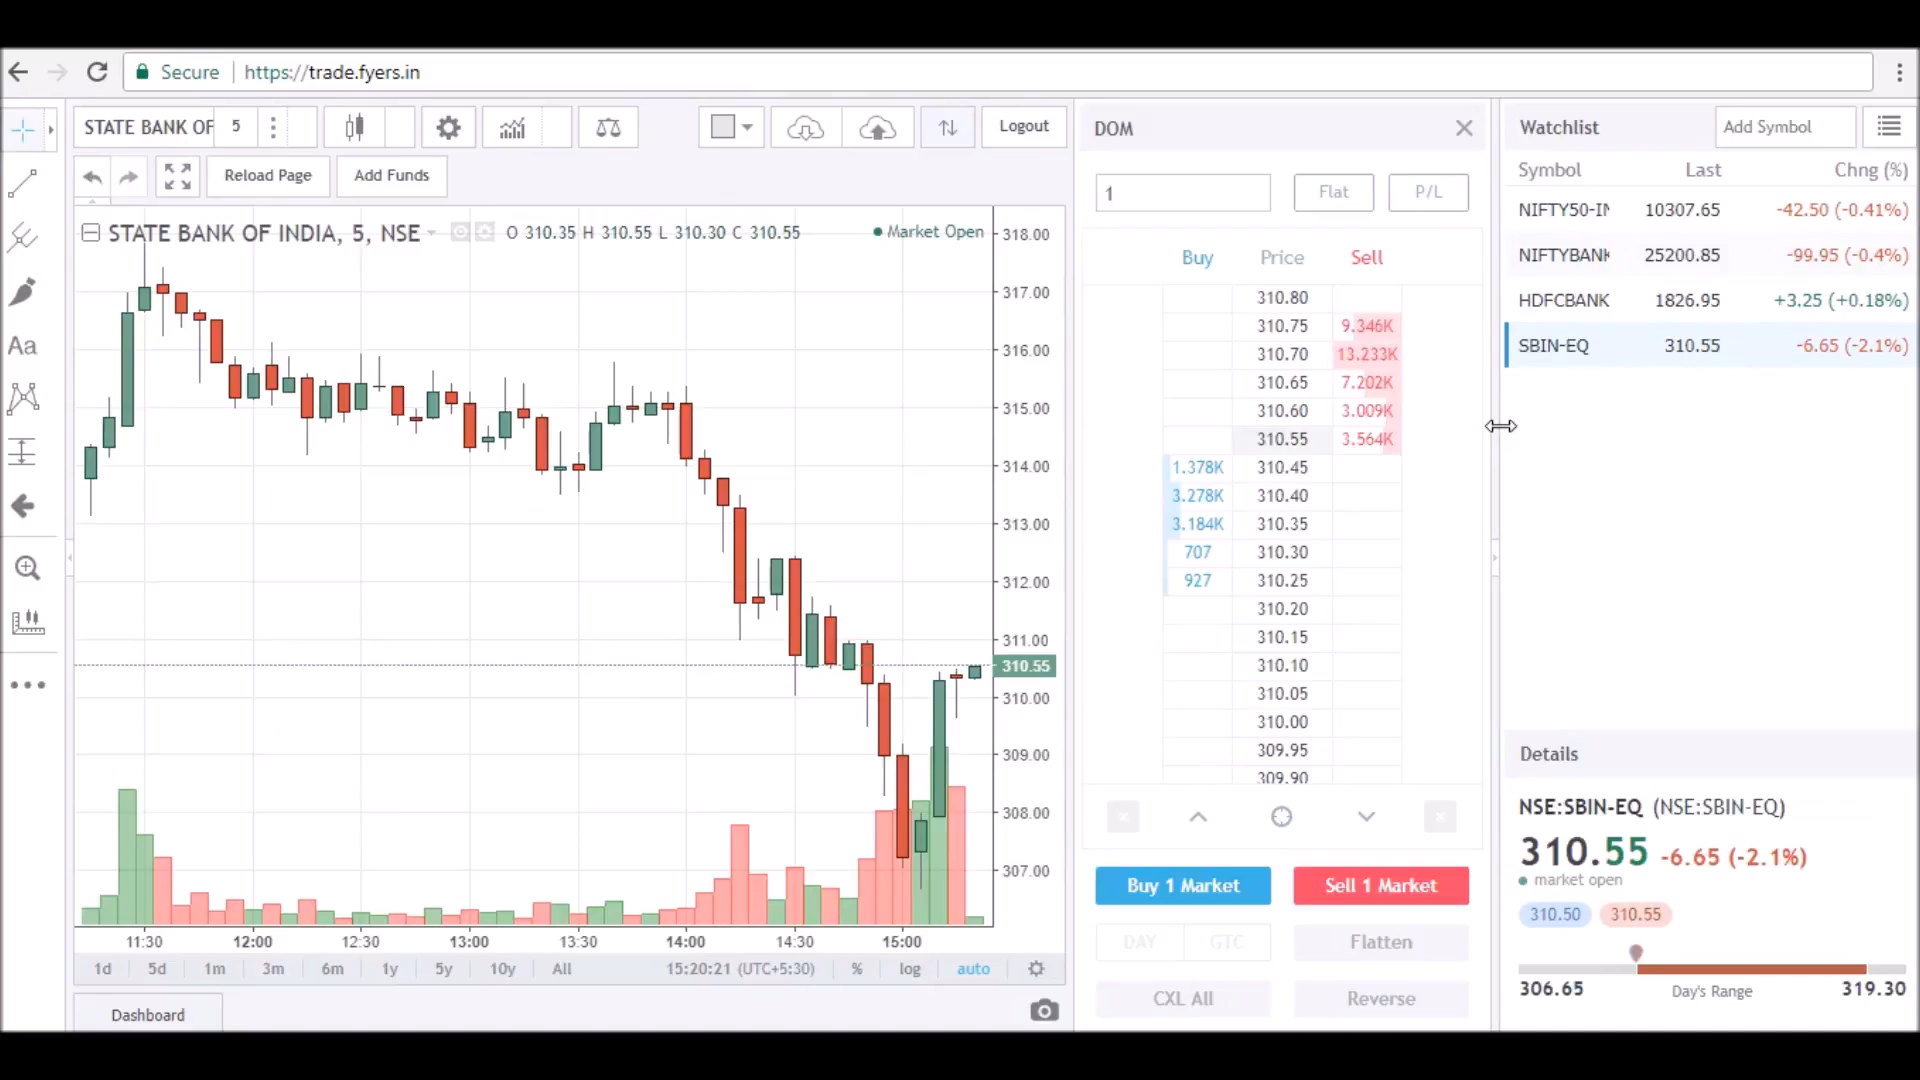 Secure https://trade.fyers.in
STATE BANK OF 5 Logout
Reload Page Add Funds
STATE BANK OF INDIA, 5, NSE O 310.35 H 310.55 L 310.30 C 310.55 Market Open
318.00
317.00
316.00
315.00
314.00
313.00
312.00
311.00
310.55
310.00
309.00
308.00
307.00
11:30 12:00 12:30 13:00 13:30 14:00 14:30 15:00
1d 5d 1m 3m 6m 1y 5y 10y All 15:20:21 (UTC+5:30) % log auto
Dashboard
Aa
DOM
1 Flat P/L
Buy Price Sell
310.80
310.75 9.346K
310.70 13.233K
310.65 7.202K
310.60 3.009K
310.55 3.564K
1.378K 310.45
3.278K 310.40
3.184K 310.35
707 310.30
927 310.25
310.20
310.15
310.10
310.05
310.00
309.95
309.90
Buy 1 Market Sell 1 Market
DAY GTC Flatten
CXL All Reverse
Watchlist Add Symbol
Symbol Last Chng (%)
NIFTY50-IN 10307.65 -42.50 (-0.41%)
NIFTYBANK 25200.85 -99.95 (-0.4%)
HDFCBANK 1826.95 +3.25 (+0.18%)
SBIN-EQ 310.55 -6.65 (-2.1%)
Details
NSE:SBIN-EQ (NSE:SBIN-EQ)
310.55 -6.65 (-2.1%)
market open
310.50 310.55
306.65 Day's Range 319.30